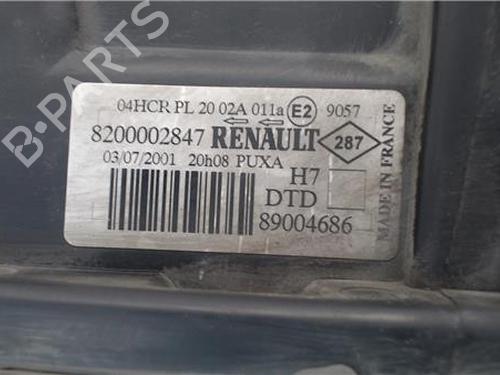 B-PARTS
04HCR PL 20 02A 011a E2 9057
8200002847 RENAULT 287
03/07/2001 20h08 PUXA
H7
DTD
89004686
MADE IN FRANCE